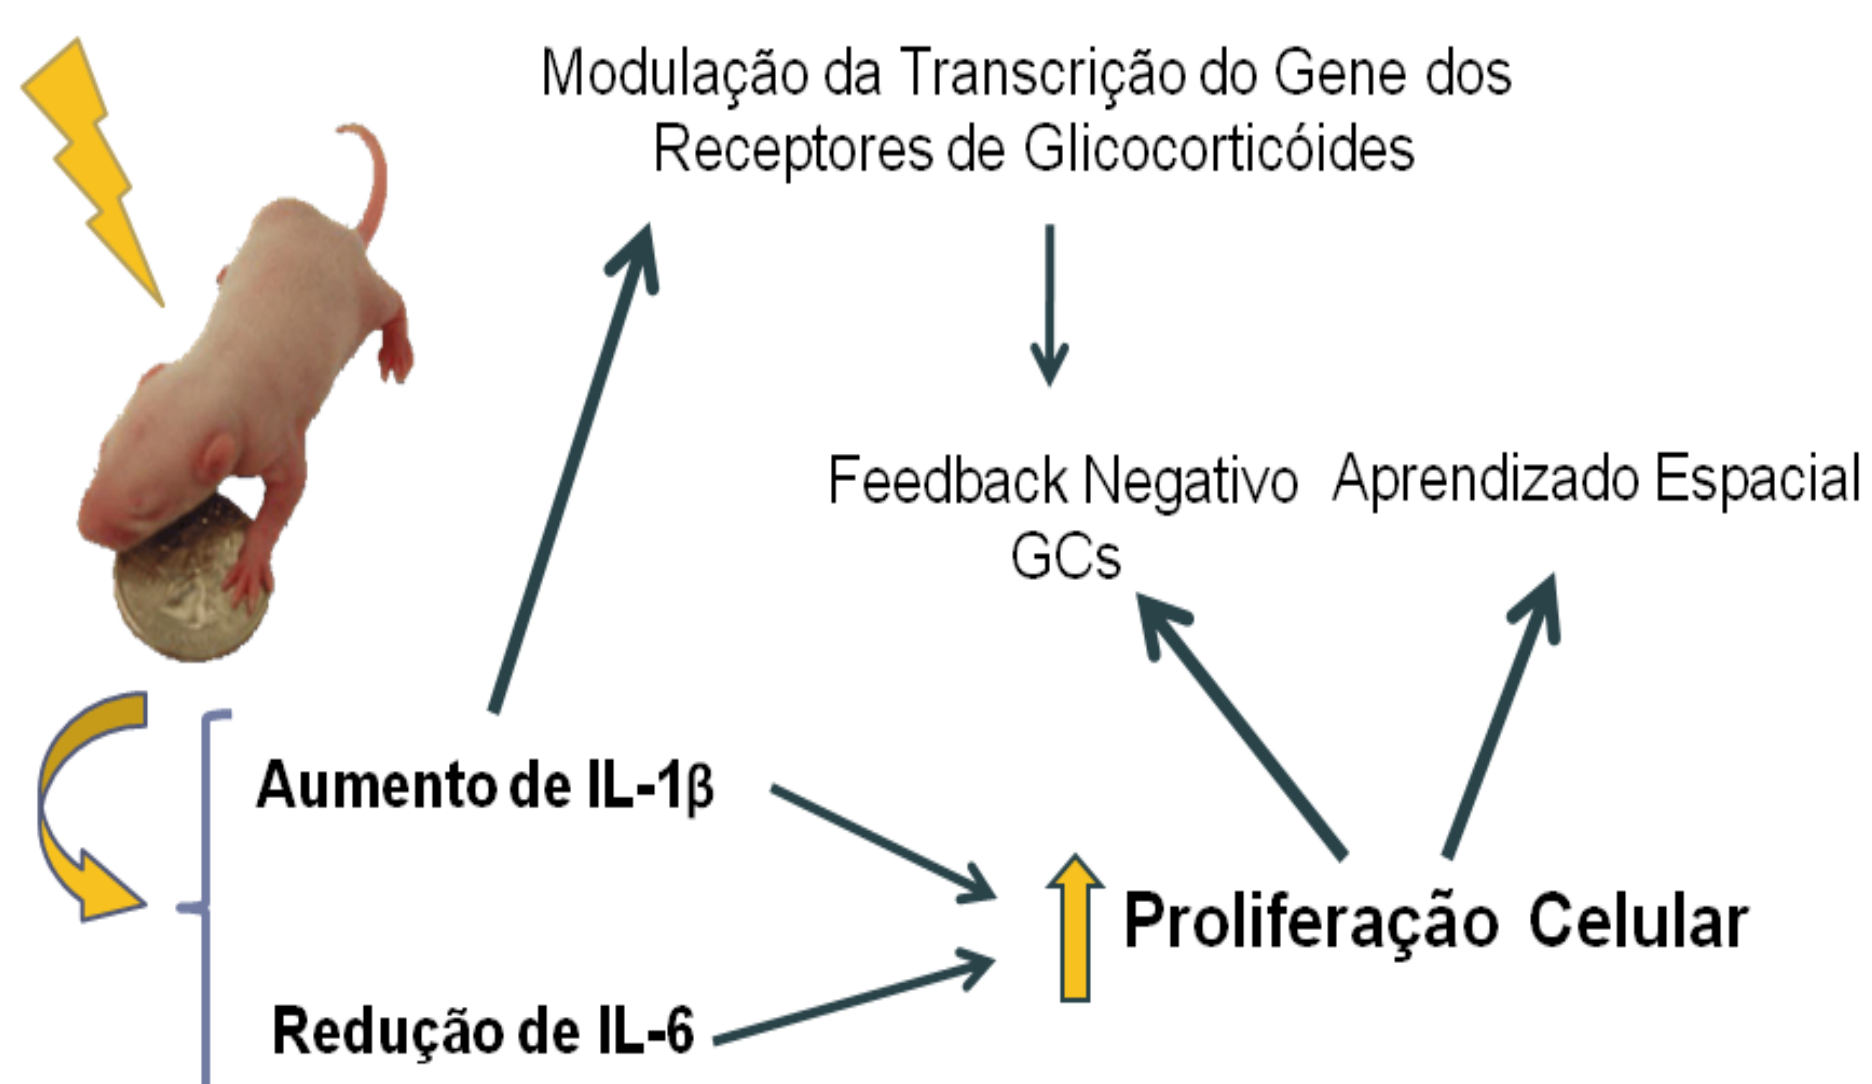 Modulação da Transcrição do Gene dos
Receptores de Glicocorticóides
Feedback Negativo
GCs
Aprendizado Espacial
Aumento de IL-1β
Proliferação Celular
Redução de IL-6